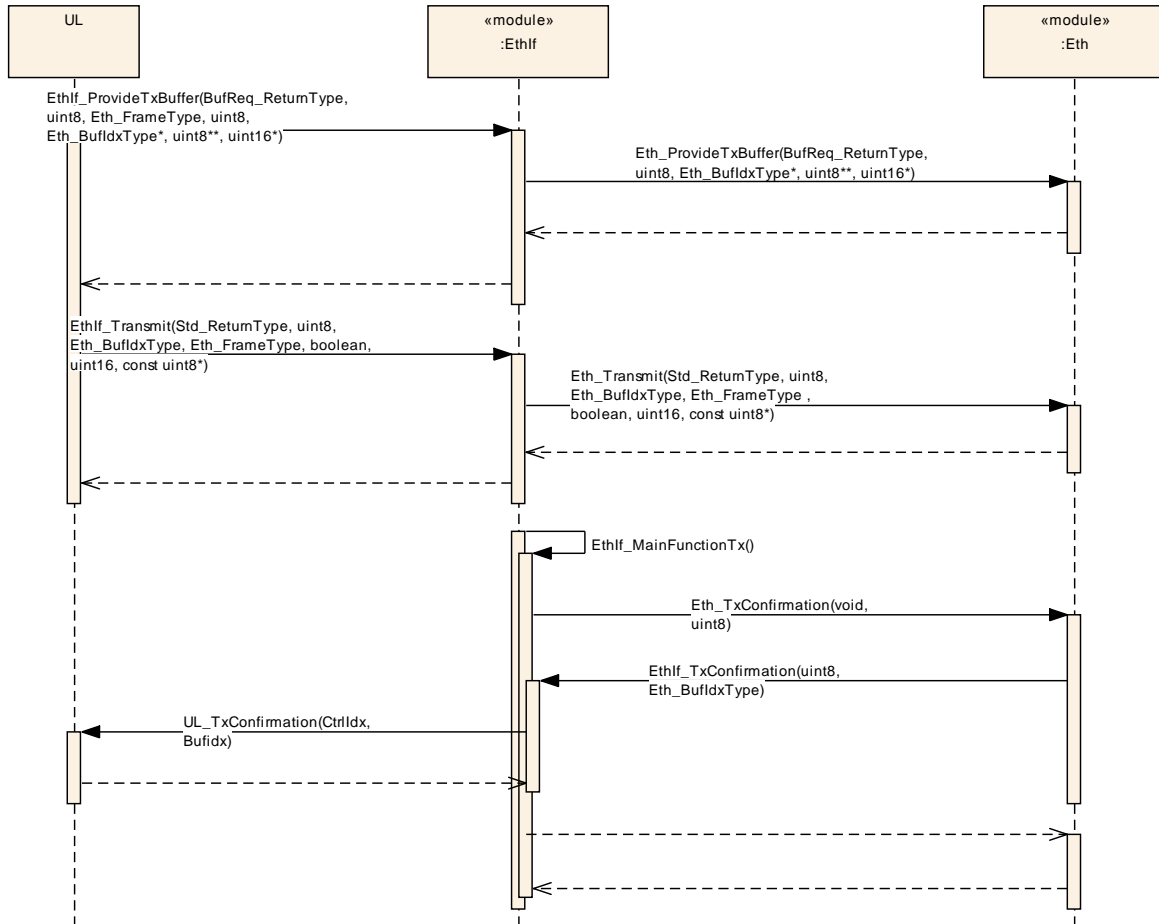 UL
«module»
:EthIf
«module»
:Eth
EthIf_ProvideTxBuffer(BufReq_ReturnType,
uint8, Eth_FrameType, uint8,
Eth_BufIdxType*, uint8**, uint16*)
Eth_ProvideTxBuffer(BufReq_ReturnType,
uint8, Eth_BufIdxType*, uint8**, uint16*)
EthIf_Transmit(Std_ReturnType, uint8,
Eth_BufIdxType, Eth_FrameType, boolean,
uint16, const uint8*)
Eth_Transmit(Std_ReturnType, uint8,
Eth_BufIdxType, Eth_FrameType ,
boolean, uint16, const uint8*)
EthIf_MainFunctionTx()
Eth_TxConfirmation(void,
uint8)
EthIf_TxConfirmation(uint8,
Eth_BufIdxType)
UL_TxConfirmation(CtrlIdx,
Bufidx)